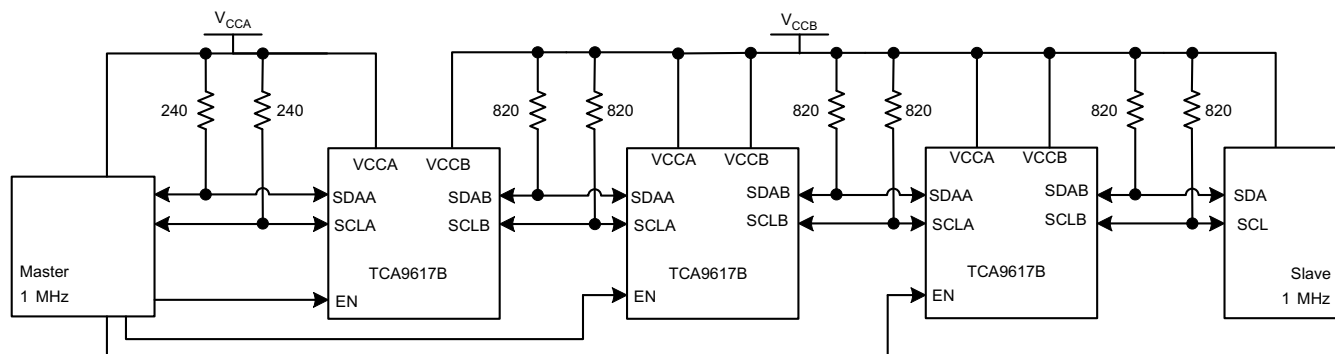 V_CCA
V_CCB
240 240 820 820 820 820 820 820
VCCA VCCB VCCA VCCB VCCA VCCB
SDAA SDAB SDAA SDAB SDAA SDAB SDA
SCLA SCLB SCLA SCLB SCLA SCLB SCL
Master
1 MHz
TCA9617B TCA9617B TCA9617B
Slave
1 MHz
EN EN EN